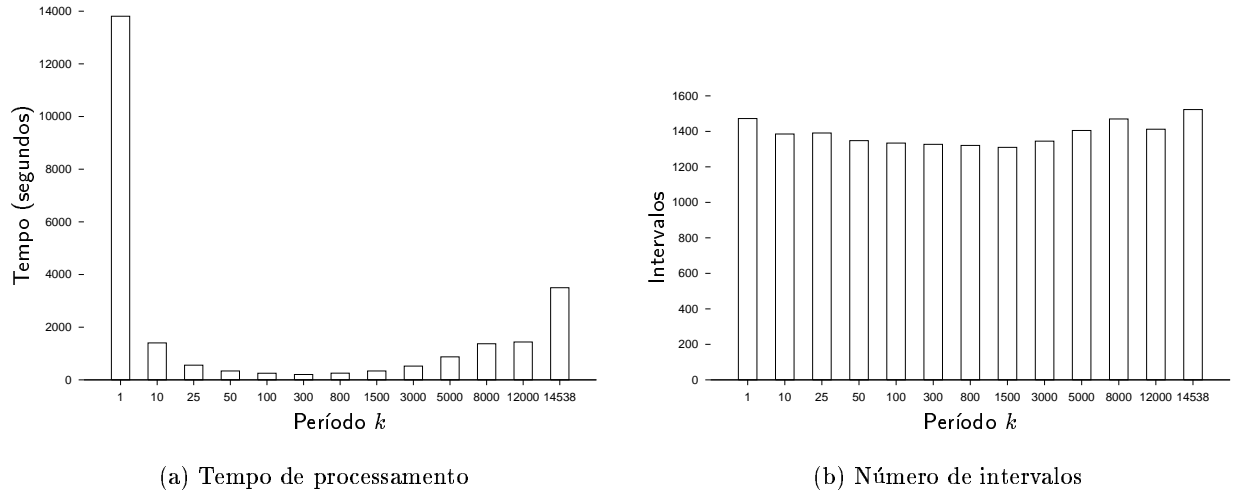 14000
12000
10000
8000
6000
4000
2000
0
Tempo (segundos)
1 10 25 50 100 300 800 1500 3000 5000 8000 12000 14538
Período k
(a) Tempo de processamento
1600
1400
1200
1000
800
600
400
200
0
Intervalos
1 10 25 50 100 300 800 1500 3000 5000 8000 12000 14538
Período k
(b) Número de intervalos